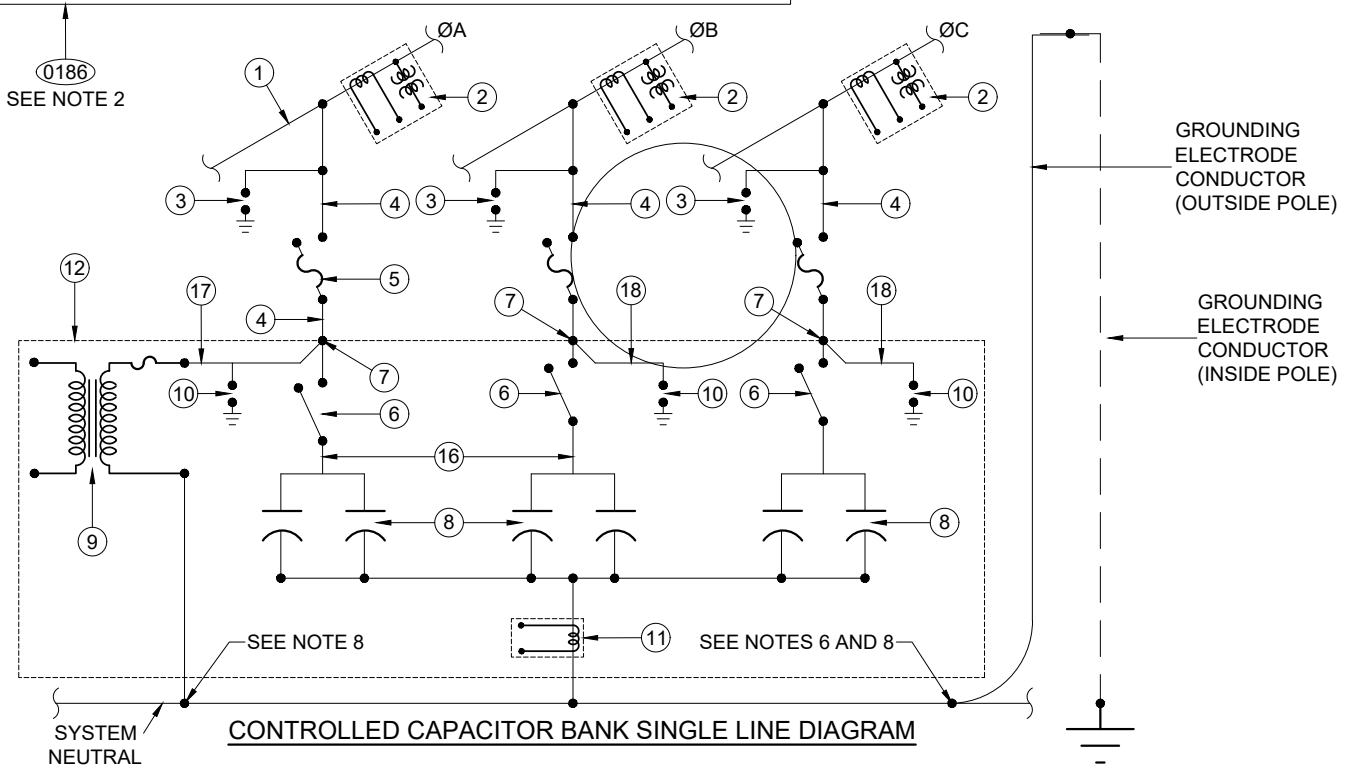 0186
SEE NOTE 2
ØA
ØB
ØC
1
2
2
2
3
4
3
4
3
4
GROUNDING
ELECTRODE
CONDUCTOR
(OUTSIDE POLE)
12
17
5
4
7
18
7
18
GROUNDING
ELECTRODE
CONDUCTOR
(INSIDE POLE)
10
7
6
6
10
6
10
16
9
8
8
11
SEE NOTE 8
SEE NOTES 6 AND 8
SYSTEM
NEUTRAL
CONTROLLED CAPACITOR BANK SINGLE LINE DIAGRAM